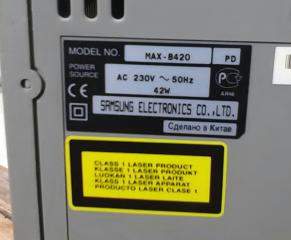 MODEL NO. MAX-B420 PD
POWER SOURCE AC 230V ~ 50Hz
42W
CE
SAMSUNG ELECTRONICS CO.,LTD.
Сделано в Китае
CLASS 1 LASER PRODUCT
KLASSE 1 LASER PRODUKT
LUOKAN 1 LASER LAITE
KLASS 1 LASER APPARAT
PRODUCTO LASER CLASE 1